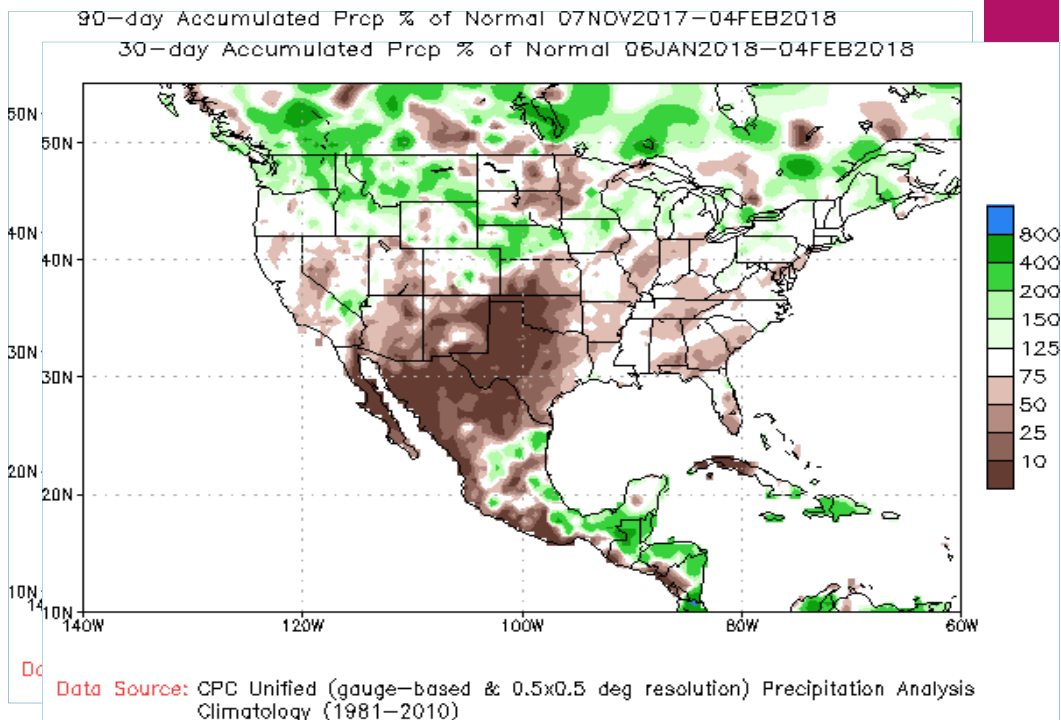 90-day Accumulated Prcp % of Normal 07NOV2017-04FEB2018
30-day Accumulated Prcp % of Normal 06JAN2018-04FEB2018
50N
50N
40N
40N
30N
30N
20N
20N
10N
10N
140W 120W 100W 80W 60W
800
400
200
150
125
75
50
25
10
Data Source: CPC Unified (gauge-based & 0.5x0.5 deg resolution) Precipitation Analysis
Climatology (1981-2010)